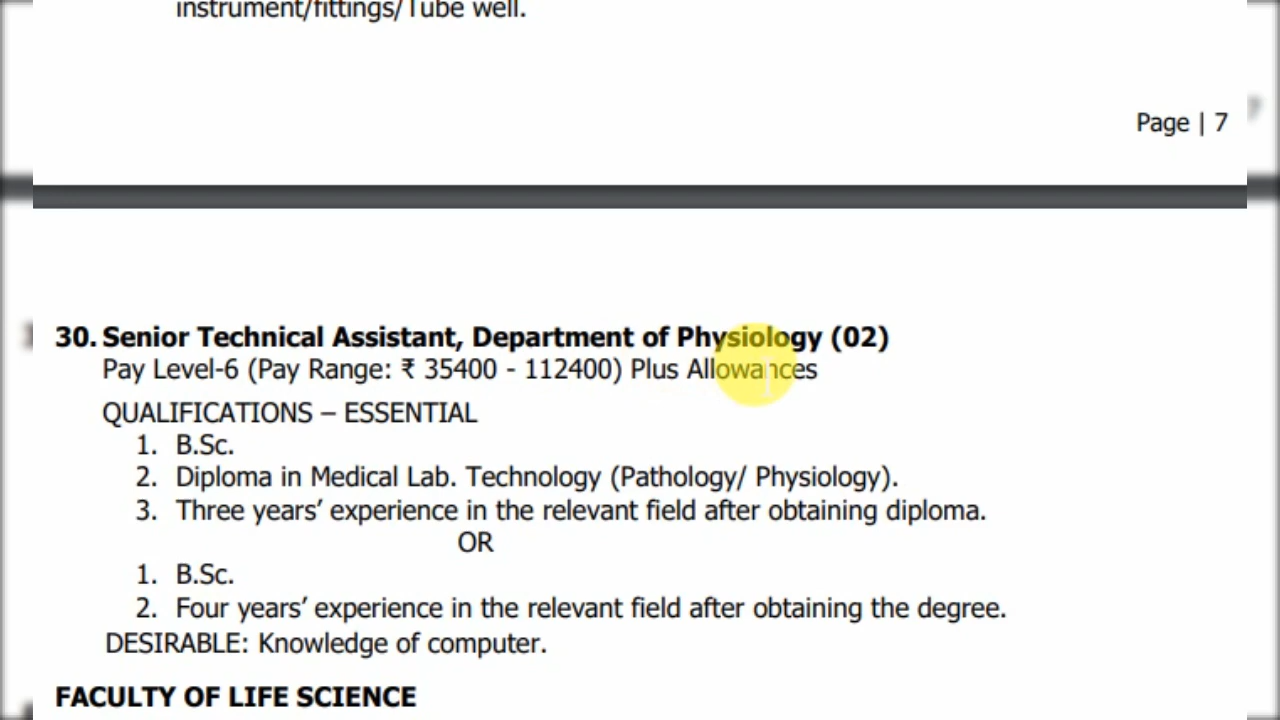 instrument/fittings/Tube well.
Page | 7
30. Senior Technical Assistant, Department of Physiology (02)
Pay Level-6 (Pay Range: ₹ 35400 - 112400) Plus Allowances
QUALIFICATIONS – ESSENTIAL
1. B.Sc.
2. Diploma in Medical Lab. Technology (Pathology/ Physiology).
3. Three years’ experience in the relevant field after obtaining diploma.
OR
1. B.Sc.
2. Four years’ experience in the relevant field after obtaining the degree.
DESIRABLE: Knowledge of computer.
FACULTY OF LIFE SCIENCE